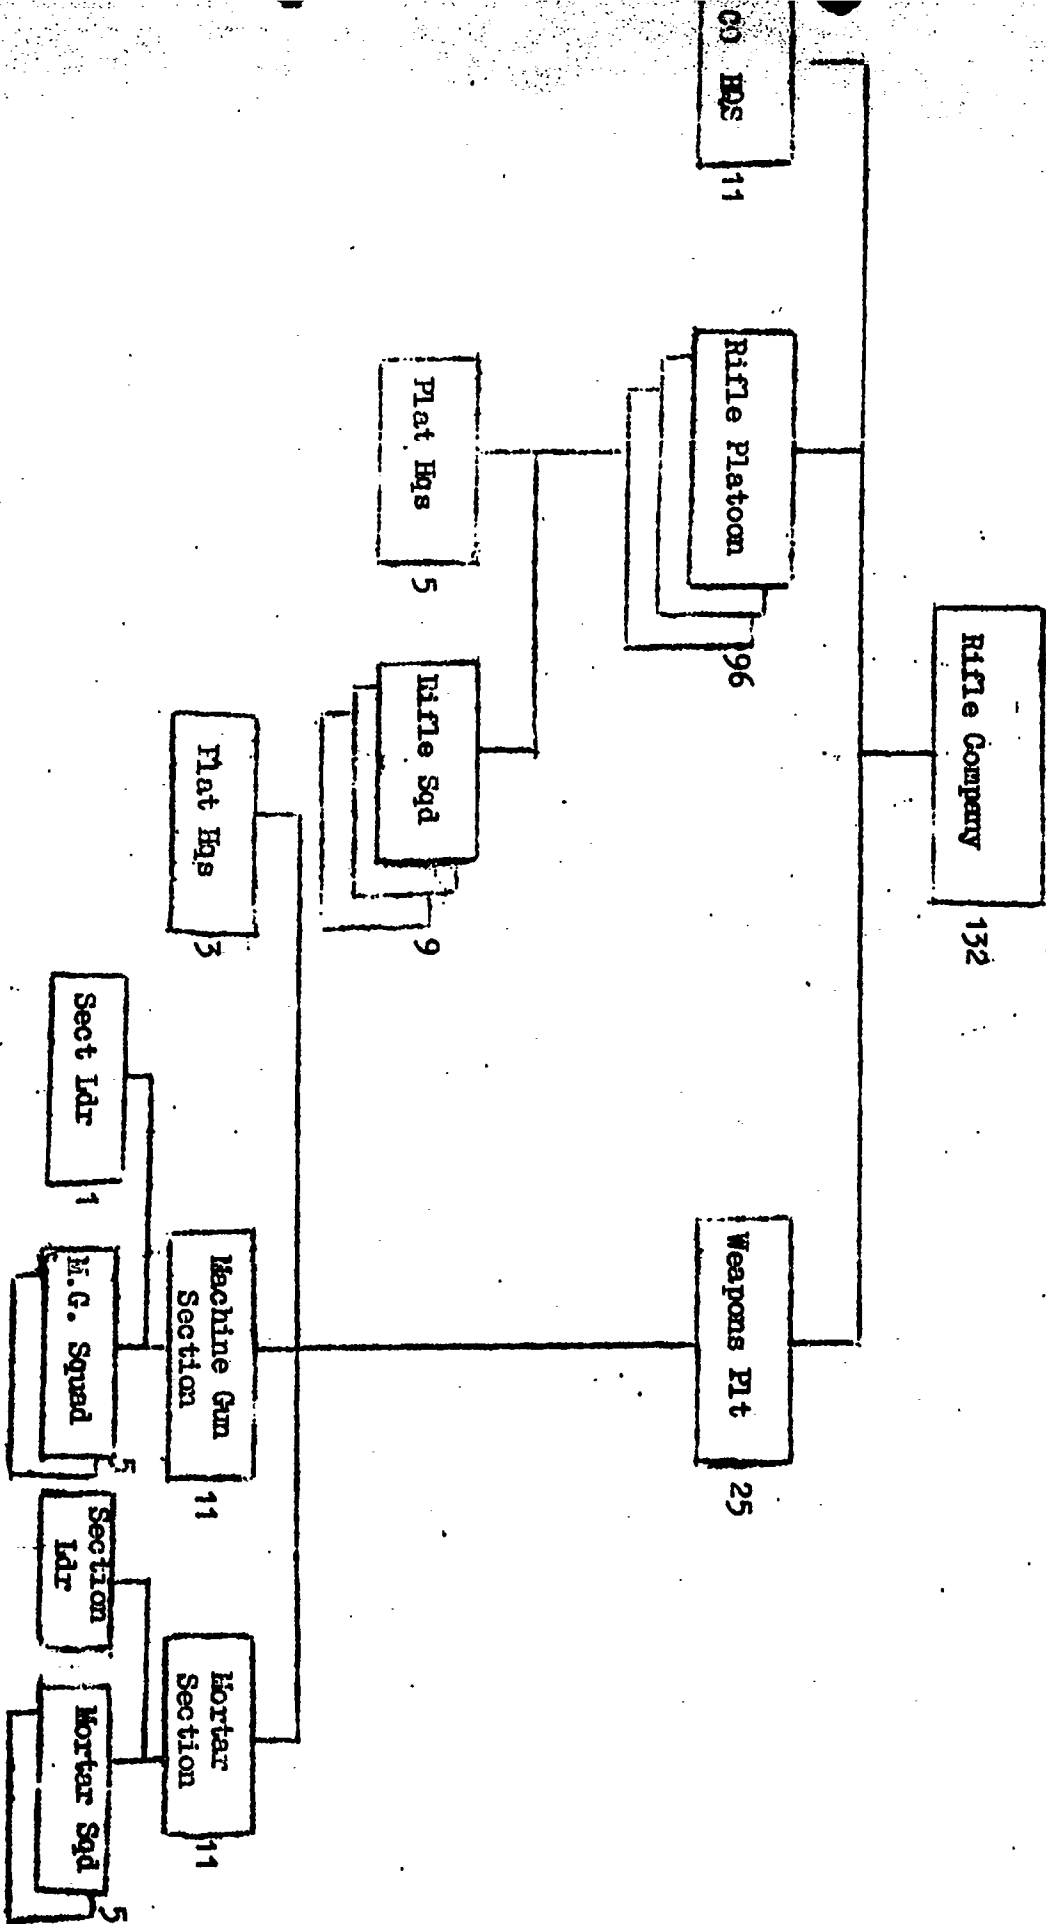 Rifle Company
132
CO HQS
11
Rifle Platoon
96
Weapons Plt
25
Plat Hqs
5
Rifle Sqd
9
Plat Hqs
3
Machine Gun
Section
11
Mortar
Section
11
Sect Ldr
1
M.G. Squad
5
Section
Ldr
Mortar Sqd
5